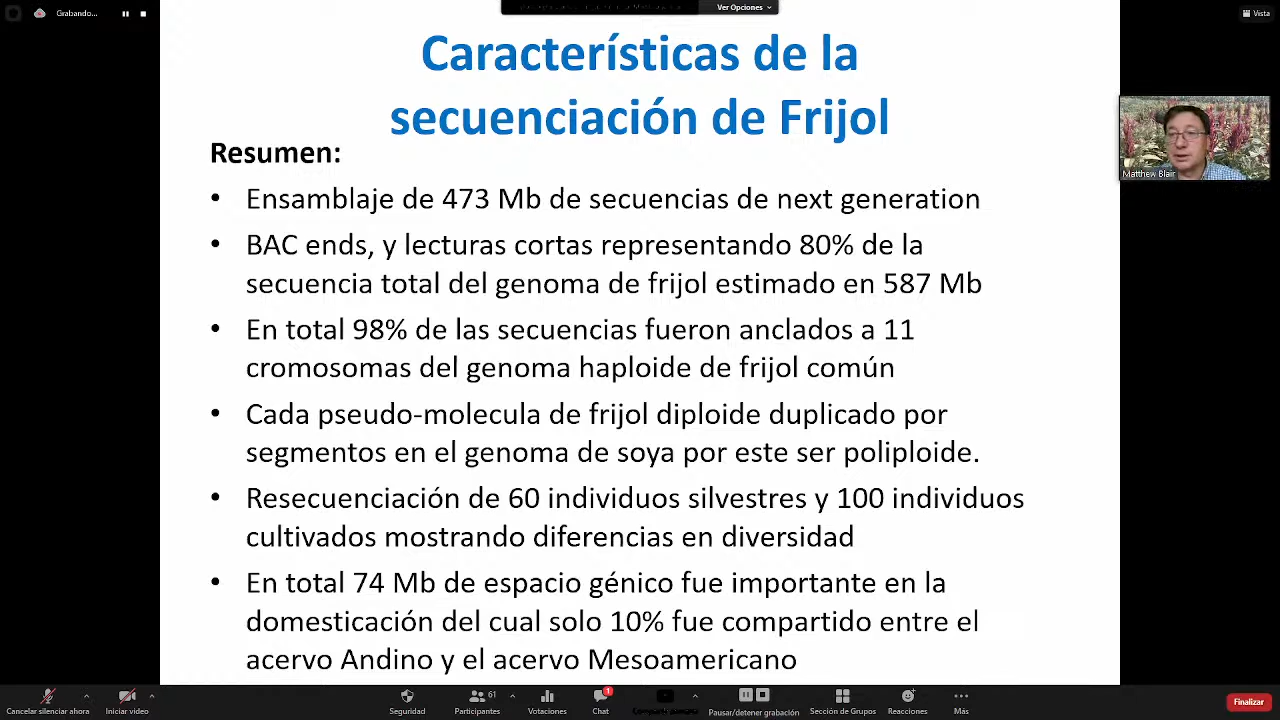 Grabando...
Ver Opciones
Vista
Características de la
secuenciación de Frijol
Resumen:
• Ensamblaje de 473 Mb de secuencias de next generation
• BAC ends, y lecturas cortas representando 80% de la
secuencia total del genoma de frijol estimado en 587 Mb
• En total 98% de las secuencias fueron anclados a 11
cromosomas del genoma haploide de frijol común
• Cada pseudo-molecula de frijol diploide duplicado por
segmentos en el genoma de soya por este ser poliploide.
• Resecuenciación de 60 individuos silvestres y 100 individuos
cultivados mostrando diferencias en diversidad
• En total 74 Mb de espacio génico fue importante en la
domesticación del cual solo 10% fue compartido entre el
acervo Andino y el acervo Mesoamericano
Matthew Blair
61
1
Cancelar silenciar ahora
Iniciar video
Seguridad
Participantes
Votaciones
Chat
Pausar/detener grabación
Sección de Grupos
Reacciones
Más
Finalizar